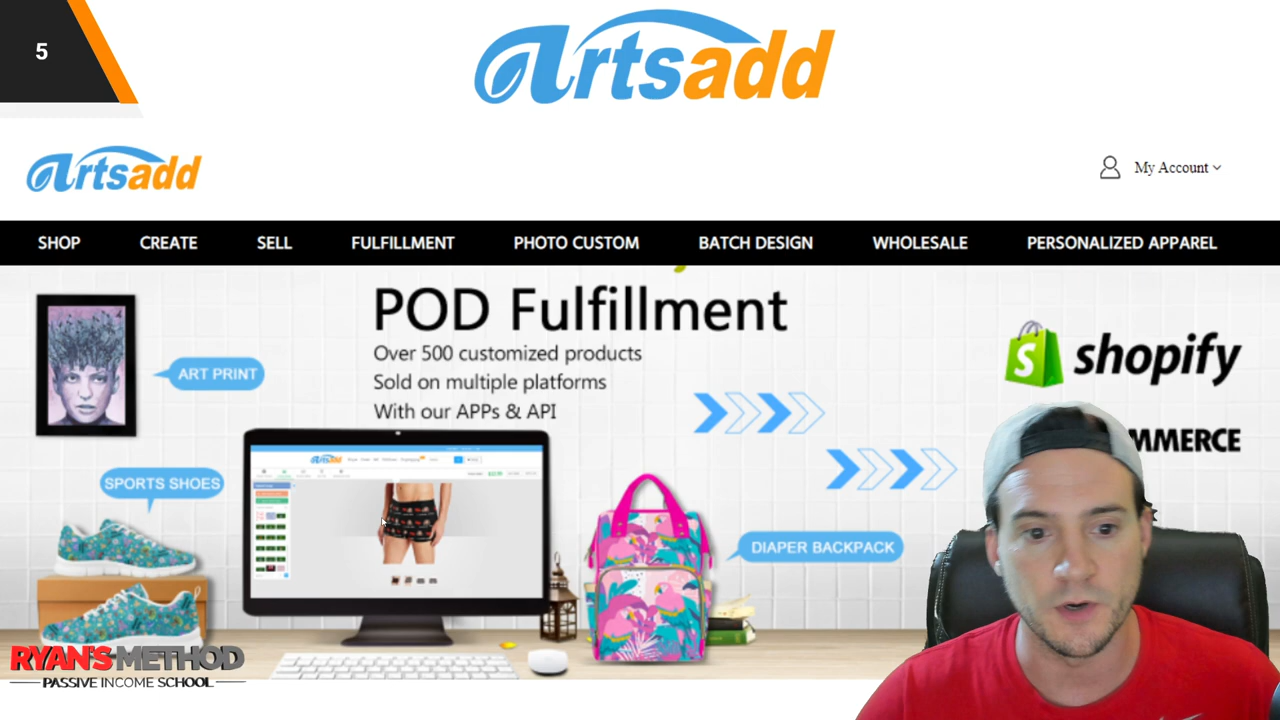 5
artsadd
artsadd
My Account
SHOP CREATE SELL FULFILLMENT PHOTO CUSTOM BATCH DESIGN WHOLESALE PERSONALIZED APPAREL
POD Fulfillment
Over 500 customized products
Sold on multiple platforms
With our APPs & API
shopify
MMERCE
ART PRINT
SPORTS SHOES
artsadd
DIAPER BACKPACK
RYAN'S METHOD
PASSIVE INCOME SCHOOL